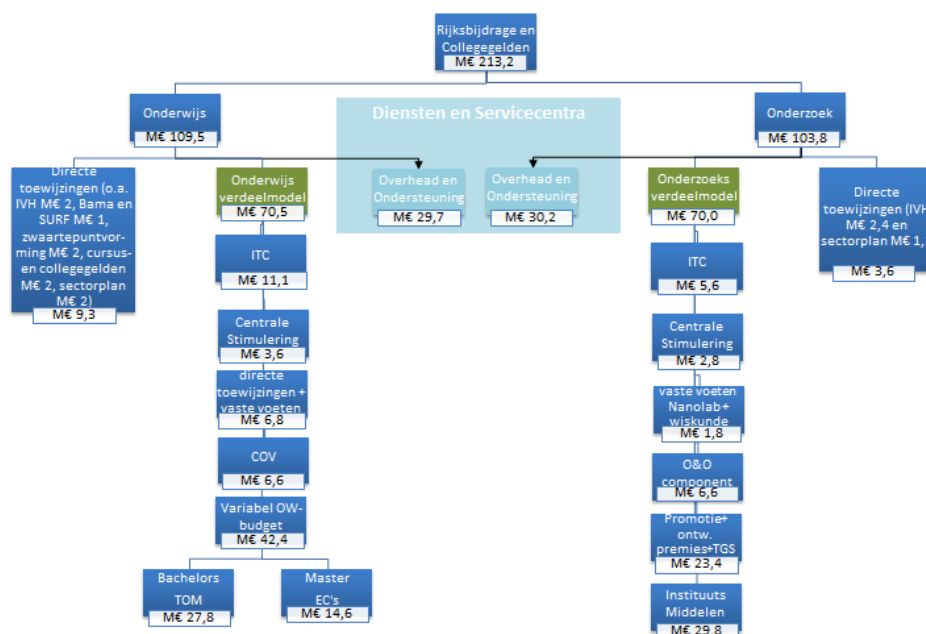 Rijksbijdrage en
Collegegelden
M€ 213,2
Onderwijs
M€ 109,5
Diensten en Servicecentra
Onderzoek
M€ 103,8
Directe
toewijzingen (o.a.
IVH M€ 2, Bama en
SURF M€ 1,
zwaartepuntvor-
ming M€ 2, cursus-
en collegegelden
M€ 2, sectorplan
M€ 2)
M€ 9,3
Onderwijs
verdeelmodel
M€ 70,5
Overhead en
Ondersteuning
M€ 29,7
Overhead en
Ondersteuning
M€ 30,2
Onderzoeks
verdeelmodel
M€ 70,0
Directe
toewijzingen (IVH
M€ 2,4 en
sectorplan M€ 1,
M€ 3,6
ITC
M€ 11,1
Centrale
Stimulering
M€ 3,6
directe
toewijzingen +
vaste voeten
M€ 6,8
COV
M€ 6,6
Variabel OW-
budget
M€ 42,4
Bachelors
TOM
M€ 27,8
Master
EC's
M€ 14,6
ITC
M€ 5,6
Centrale
Stimulering
M€ 2,8
vaste voeten
Nanolab+
wiskunde
M€ 1,8
O&O
component
M€ 6,6
Promotie+
ontw.
premies+TGS
M€ 23,4
Instituuts
Middelen
M€ 29,8